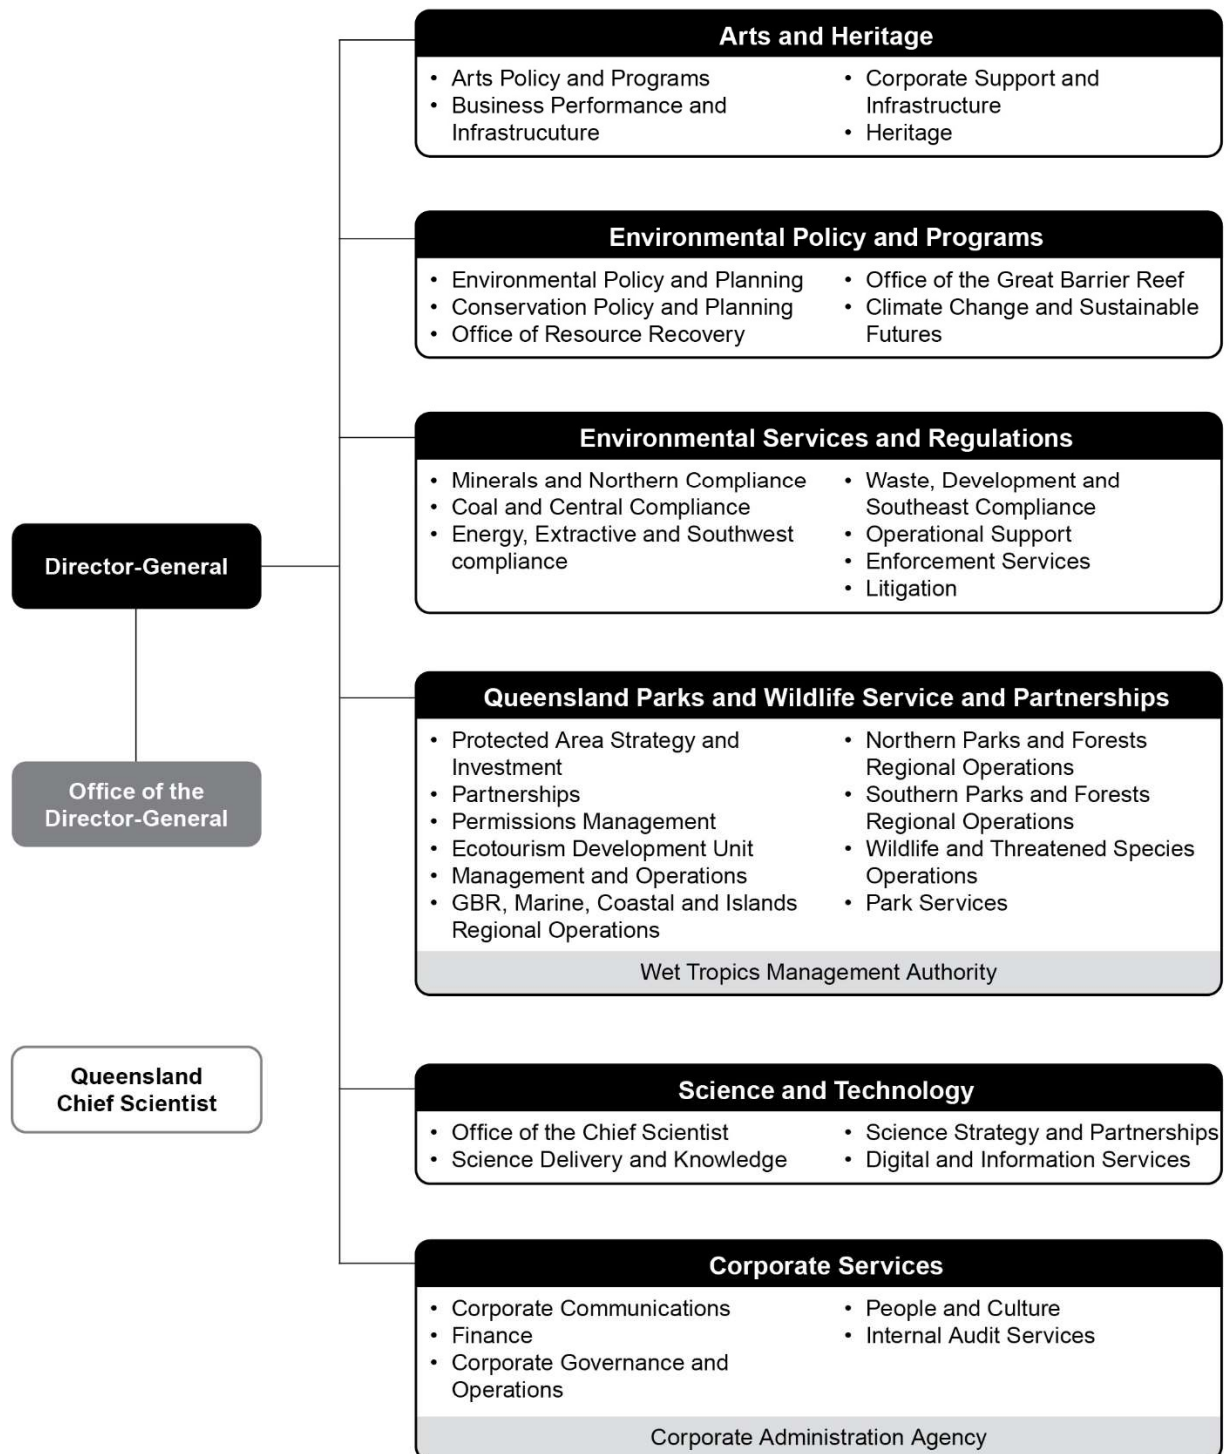 Arts and Heritage
• Arts Policy and Programs
• Business Performance and
Infrastrucuture
• Corporate Support and
Infrastructure
• Heritage
Environmental Policy and Programs
• Environmental Policy and Planning
• Conservation Policy and Planning
• Office of Resource Recovery
• Office of the Great Barrier Reef
• Climate Change and Sustainable
Futures
Environmental Services and Regulations
• Minerals and Northern Compliance
• Coal and Central Compliance
• Energy, Extractive and Southwest
compliance
• Waste, Development and
Southeast Compliance
• Operational Support
• Enforcement Services
• Litigation
Director-General
Office of the
Director-General
Queensland Parks and Wildlife Service and Partnerships
• Protected Area Strategy and
Investment
• Partnerships
• Permissions Management
• Ecotourism Development Unit
• Management and Operations
• GBR, Marine, Coastal and Islands
Regional Operations
• Northern Parks and Forests
Regional Operations
• Southern Parks and Forests
Regional Operations
• Wildlife and Threatened Species
Operations
• Park Services
Wet Tropics Management Authority
Queensland
Chief Scientist
Science and Technology
• Office of the Chief Scientist
• Science Delivery and Knowledge
• Science Strategy and Partnerships
• Digital and Information Services
Corporate Services
• Corporate Communications
• Finance
• Corporate Governance and
Operations
• People and Culture
• Internal Audit Services
Corporate Administration Agency